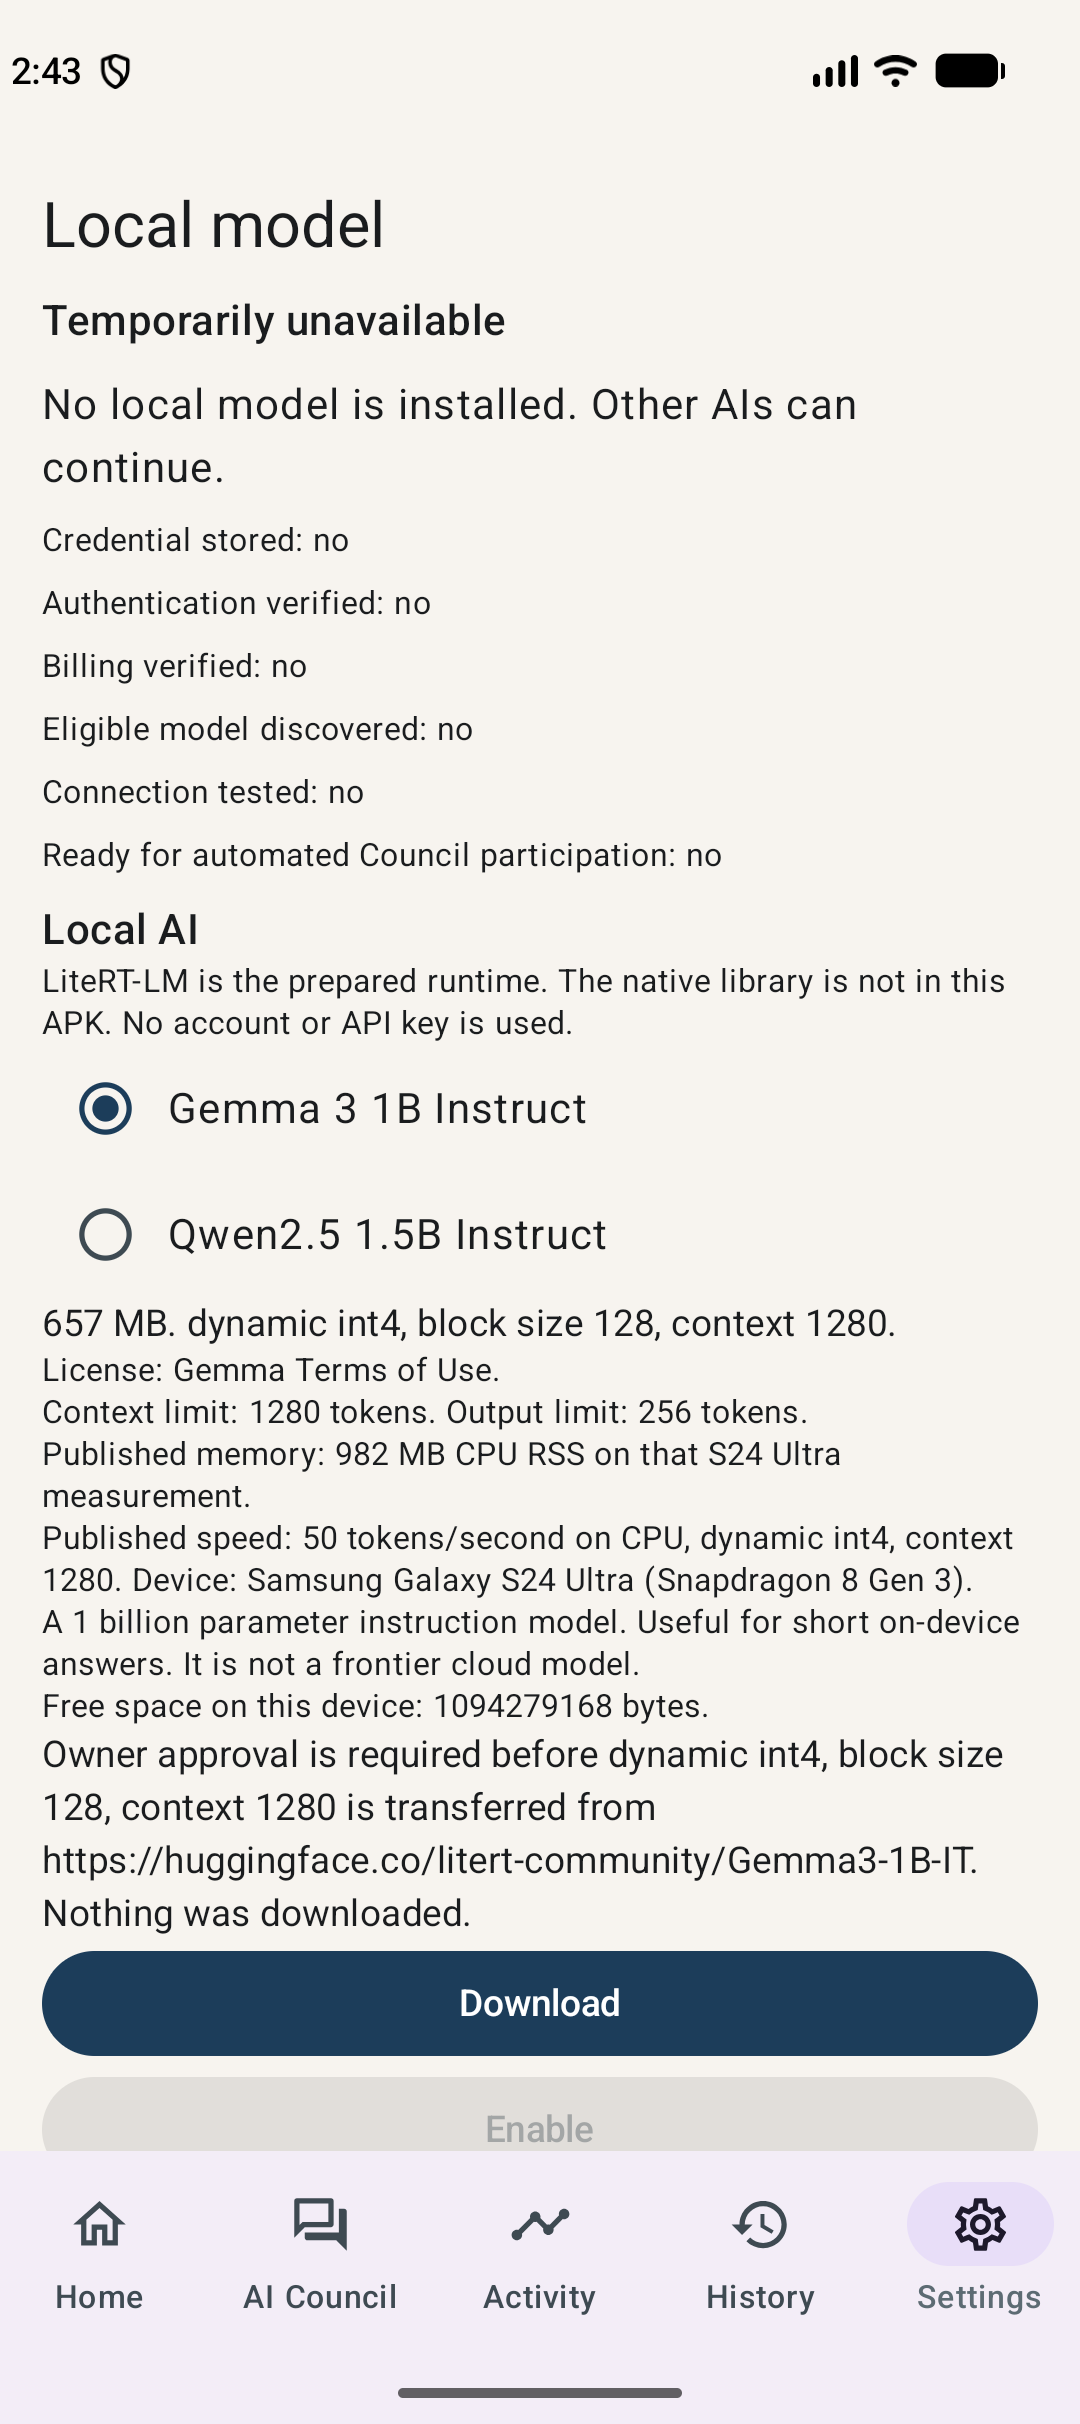 2:43
Local model
Temporarily unavailable
No local model is installed. Other AIs can
continue.
Credential stored: no
Authentication verified: no
Billing verified: no
Eligible model discovered: no
Connection tested: no
Ready for automated Council participation: no
Local AI
LiteRT-LM is the prepared runtime. The native library is not in this
APK. No account or API key is used.
Gemma 3 1B Instruct
Qwen2.5 1.5B Instruct
657 MB. dynamic int4, block size 128, context 1280.
License: Gemma Terms of Use.
Context limit: 1280 tokens. Output limit: 256 tokens.
Published memory: 982 MB CPU RSS on that S24 Ultra
measurement.
Published speed: 50 tokens/second on CPU, dynamic int4, context
1280. Device: Samsung Galaxy S24 Ultra (Snapdragon 8 Gen 3).
A 1 billion parameter instruction model. Useful for short on-device
answers. It is not a frontier cloud model.
Free space on this device: 1094279168 bytes.
Owner approval is required before dynamic int4, block size
128, context 1280 is transferred from
https://huggingface.co/litert-community/Gemma3-1B-IT.
Nothing was downloaded.
Download
Enable
Home
AI Council
Activity
History
Settings